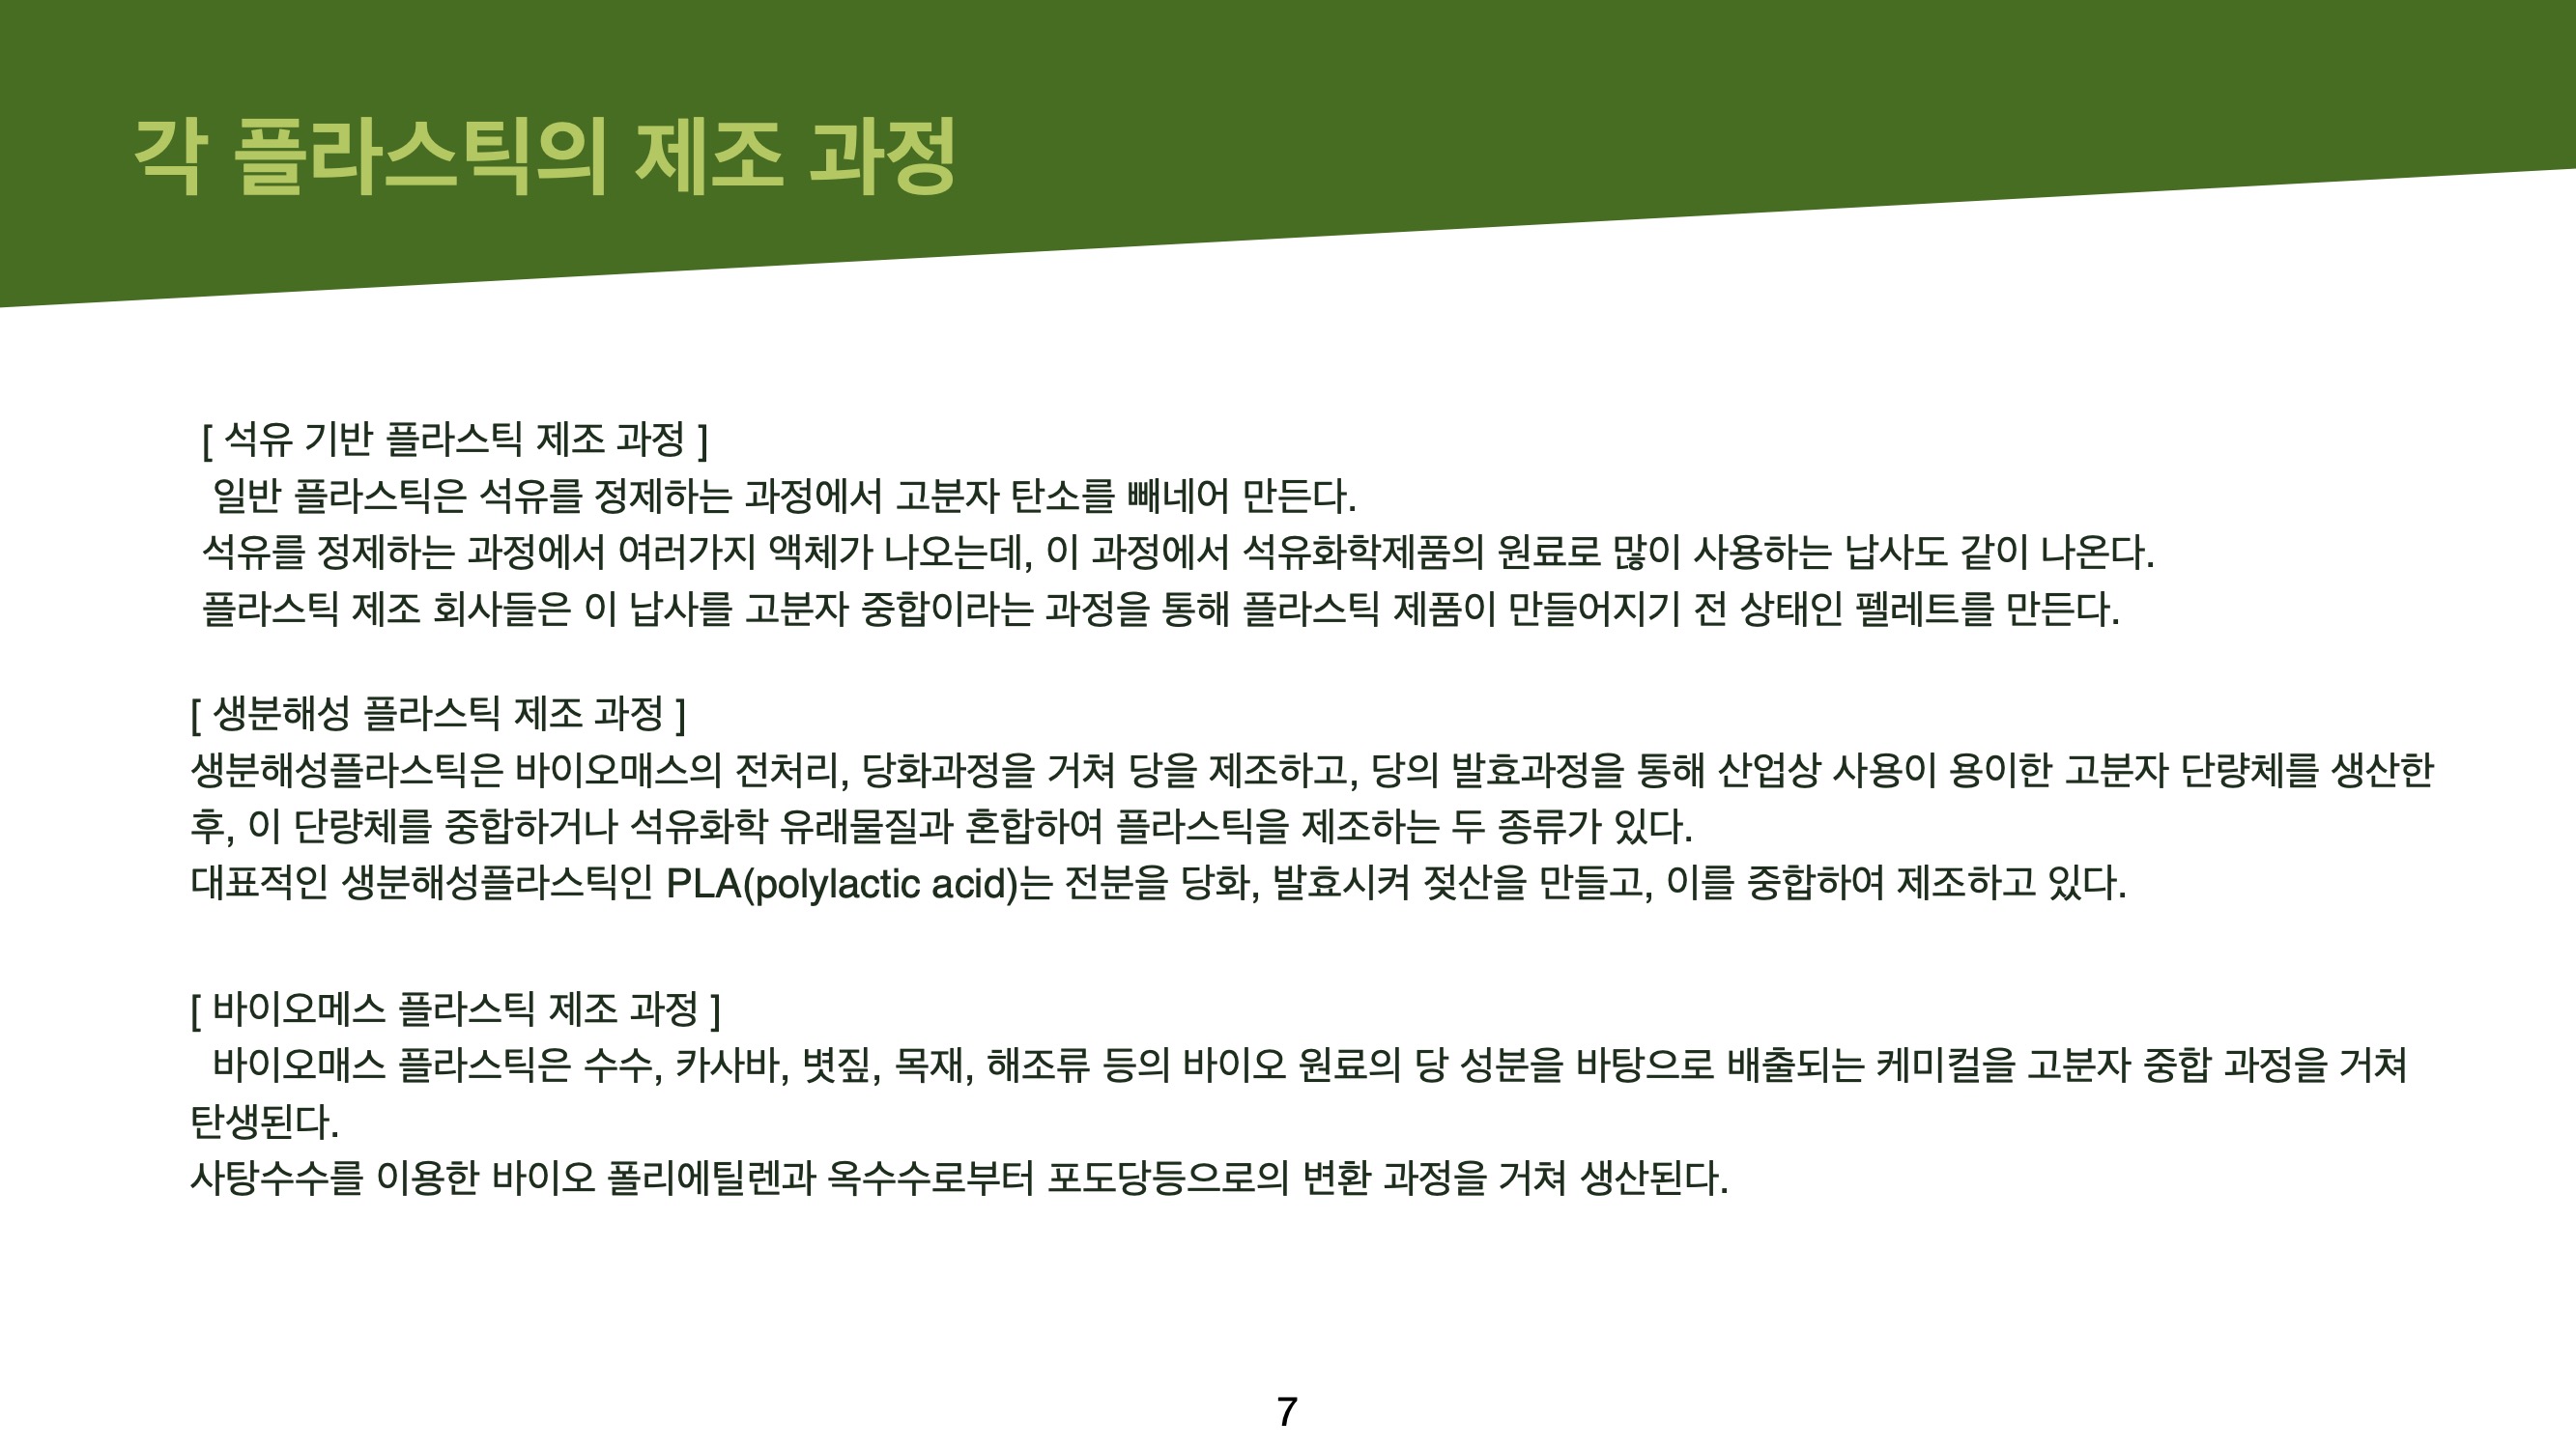 각 플라스틱의 제조 과정
[ 석유 기반 플라스틱 제조 과정 ]
일반 플라스틱은 석유를 정제하는 과정에서 고분자 탄소를 빼네어 만든다.
석유를 정제하는 과정에서 여러가지 액체가 나오는데, 이 과정에서 석유화학제품의 원료로 많이 사용하는 납사도 같이 나온다.
플라스틱 제조 회사들은 이 납사를 고분자 중합이라는 과정을 통해 플라스틱 제품이 만들어지기 전 상태인 펠레트를 만든다.
[ 생분해성 플라스틱 제조 과정 ]
생분해성플라스틱은 바이오매스의 전처리, 당화과정을 거쳐 당을 제조하고, 당의 발효과정을 통해 산업상 사용이 용이한 고분자 단량체를 생산한
후, 이 단량체를 중합하거나 석유화학 유래물질과 혼합하여 플라스틱을 제조하는 두 종류가 있다.
대표적인 생분해성플라스틱인 PLA(polylactic acid)는 전분을 당화, 발효시켜 젖산을 만들고, 이를 중합하여 제조하고 있다.
[ 바이오메스 플라스틱 제조 과정 ]
바이오매스 플라스틱은 수수, 카사바, 볏짚, 목재, 해조류 등의 바이오 원료의 당 성분을 바탕으로 배출되는 케미컬을 고분자 중합 과정을 거쳐
탄생된다.
사탕수수를 이용한 바이오 폴리에틸렌과 옥수수로부터 포도당등으로의 변환 과정을 거쳐 생산된다.
7